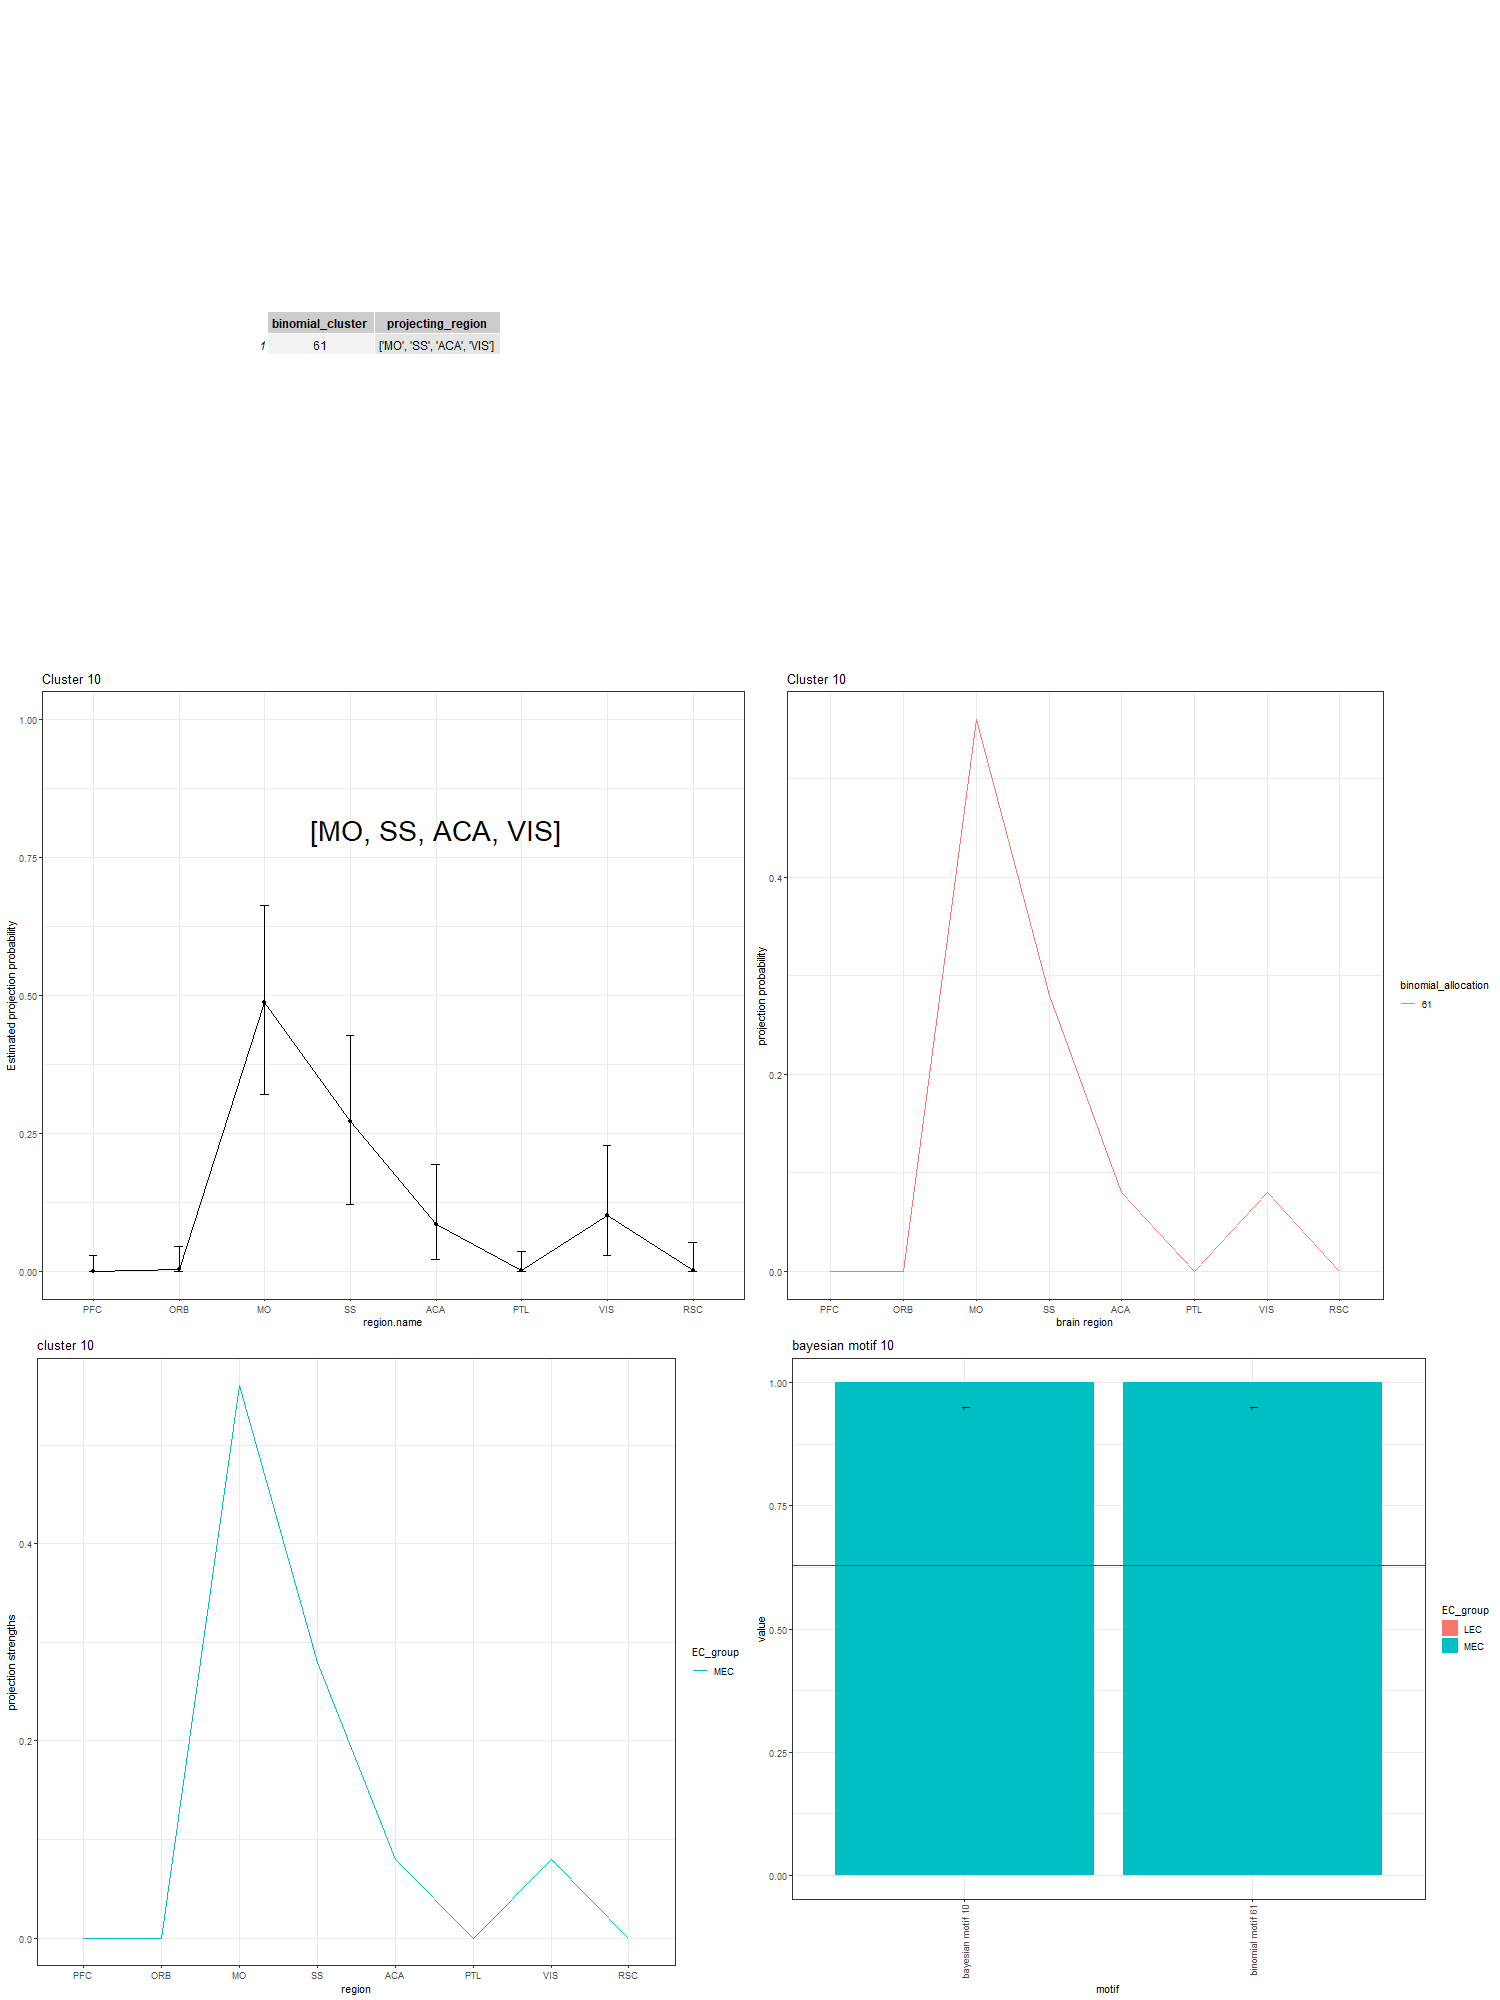 binomial_cluster projecting_region
1 61 ['MO', 'SS', 'ACA', 'VIS']
Cluster 10
[MO, SS, ACA, VIS]
Estimated projection probability
1.00
0.75
0.50
0.25
0.00
PFC ORB MO SS ACA PTL VIS RSC
region.name
Cluster 10
projection probability
0.4
0.2
0.0
PFC ORB MO SS ACA PTL VIS RSC
brain region
binomial_allocation
61
cluster 10
projection strengths
0.4
0.2
0.0
PFC ORB MO SS ACA PTL VIS RSC
region
EC_group
MEC
bayesian motif 10
value
1.00
0.75
0.50
0.25
0.00
1 1
bayesian motif 10
binomial motif 61
motif
EC_group
LEC
MEC